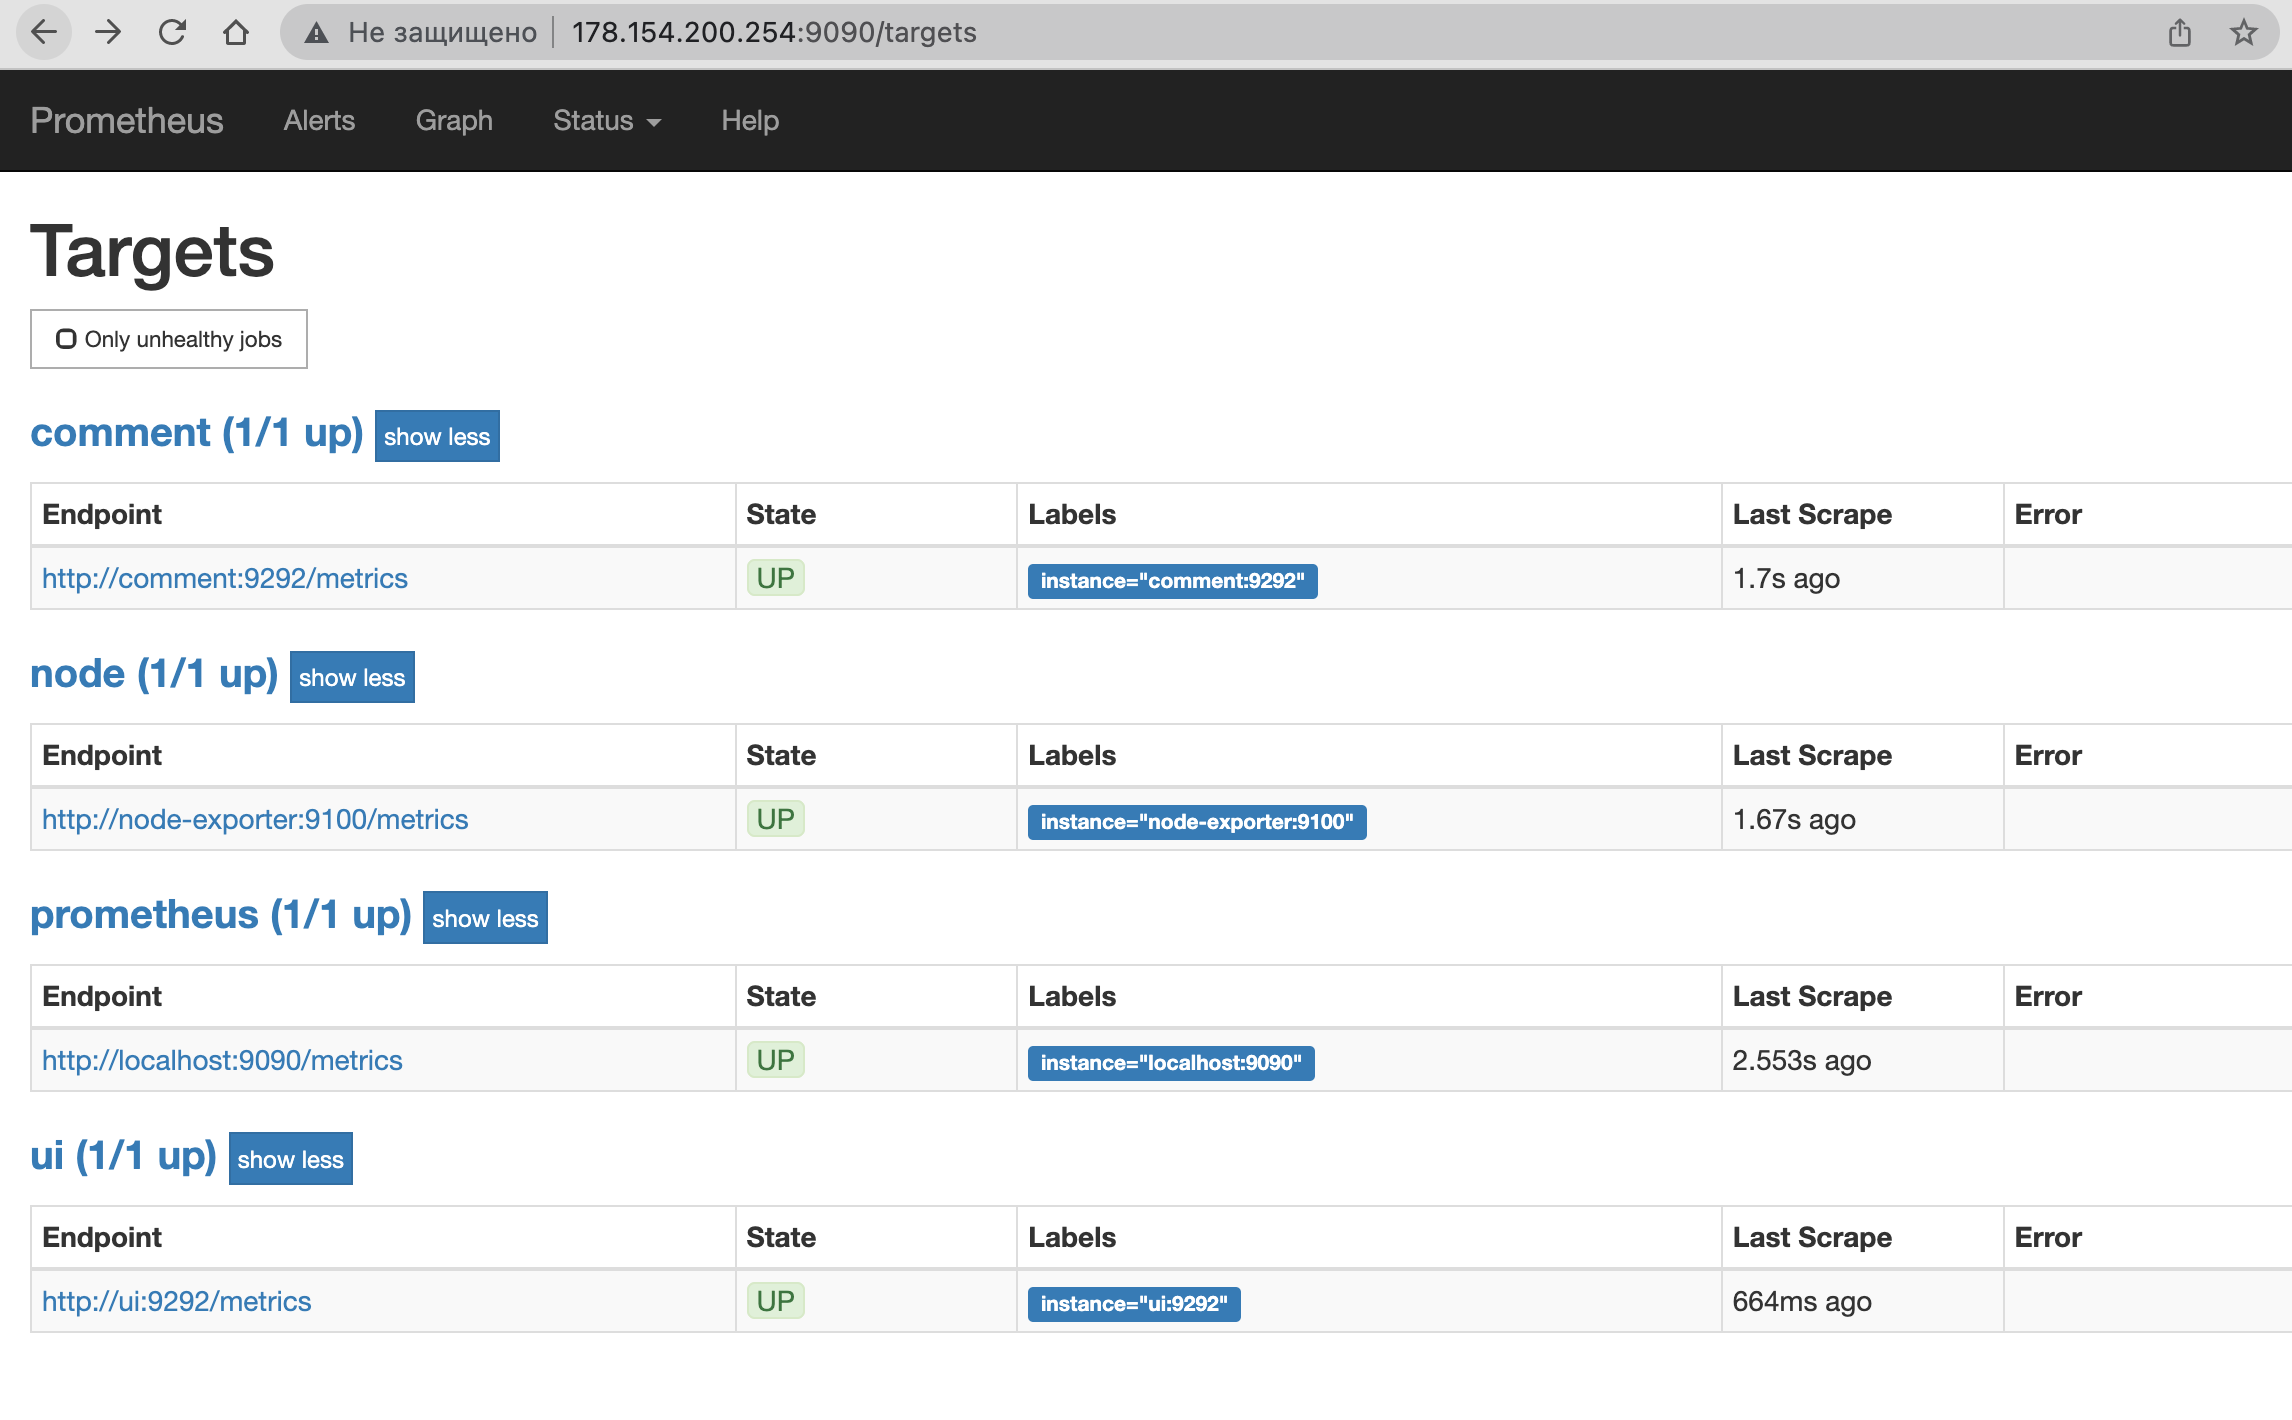 Не защищено 178.154.200.254:9090/targets
Prometheus Alerts Graph Status Help
Targets
Only unhealthy jobs
comment (1/1 up) show less
Endpoint State Labels Last Scrape Error
http://comment:9292/metrics UP instance="comment:9292" 1.7s ago
node (1/1 up) show less
Endpoint State Labels Last Scrape Error
http://node-exporter:9100/metrics UP instance="node-exporter:9100" 1.67s ago
prometheus (1/1 up) show less
Endpoint State Labels Last Scrape Error
http://localhost:9090/metrics UP instance="localhost:9090" 2.553s ago
ui (1/1 up) show less
Endpoint State Labels Last Scrape Error
http://ui:9292/metrics UP instance="ui:9292" 664ms ago